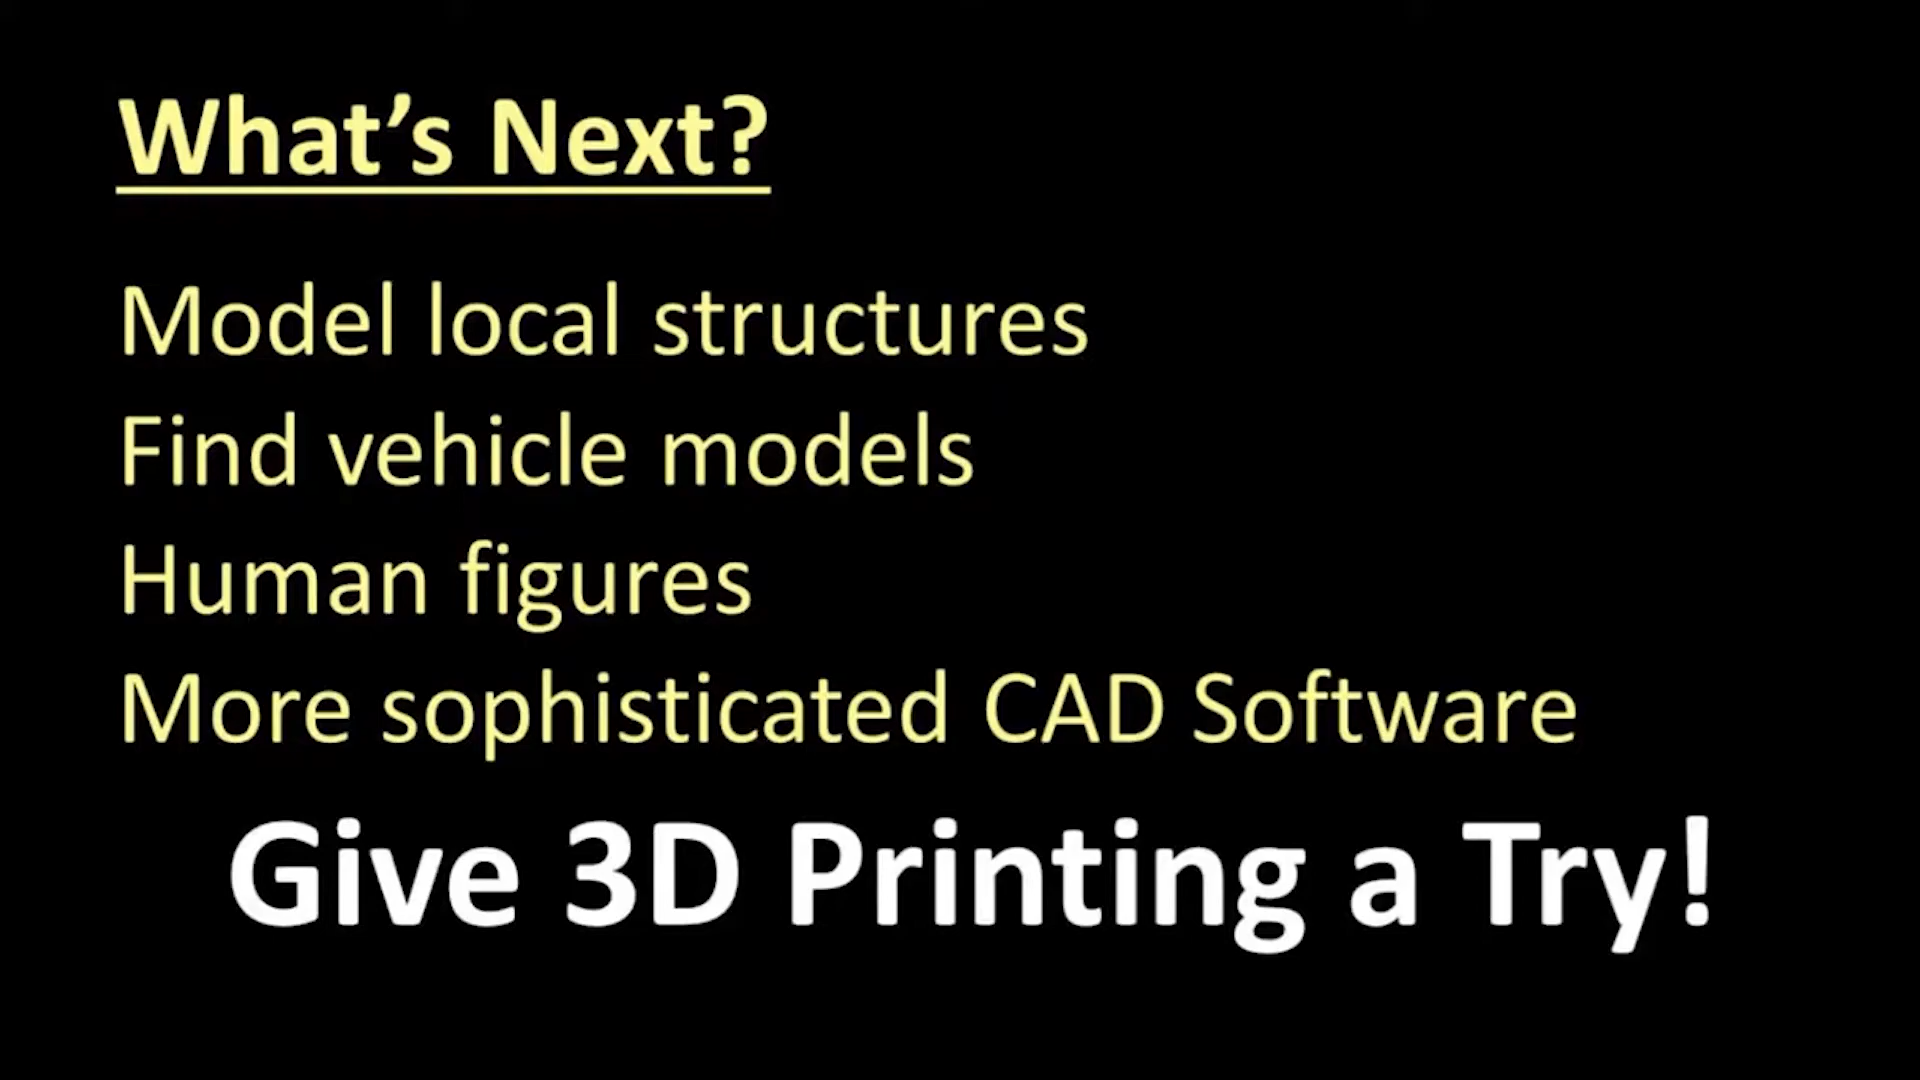 What’s Next?
Model local structures
Find vehicle models
Human figures
More sophisticated CAD Software
Give 3D Printing a Try!